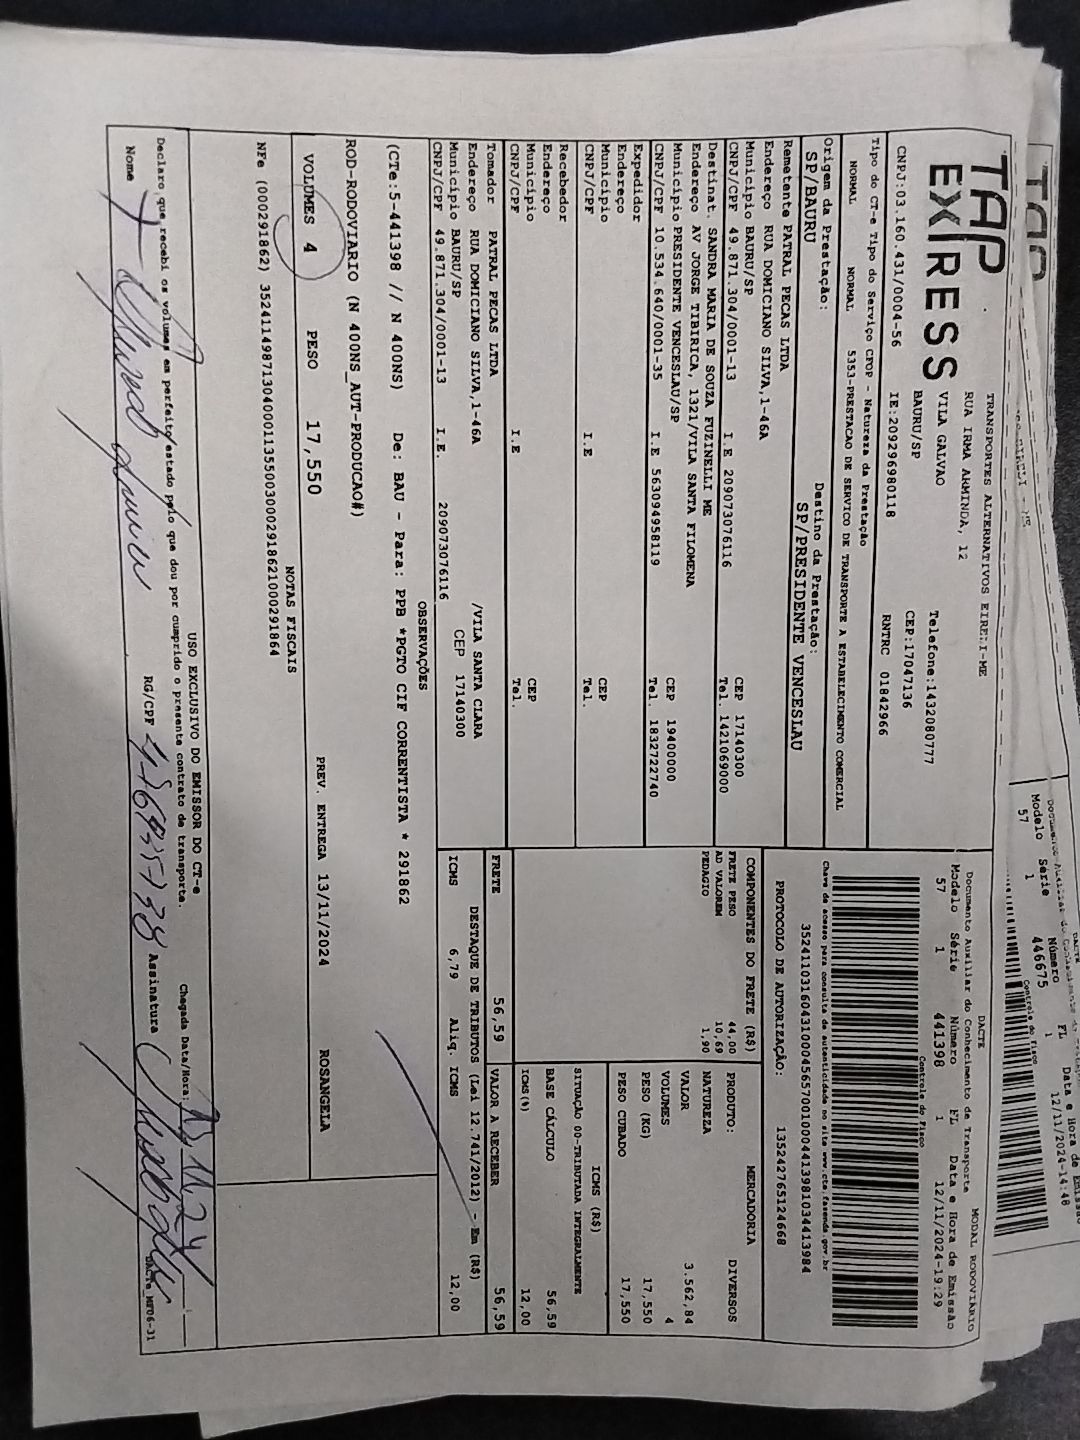 TAP
EXPRESS
TRANSPORTES ALTERNATIVOS EIRELI-ME
RUA IRMA ARMINDA, 12
VILA GALVAO
BAURU/SP
Telefone:1432080777
CEP:17047136
CNPJ:03.160.431/0004-56 IE:209296980118 RNTRC 01842966
DACTE MODAL RODOVIÁRIO
Documento Auxiliar do Conhecimento de Transporte
Modelo Série Número FL Data e Hora de Emissão
57 1 441398 1 12/11/2024-19:29
Controle do Fisco
Chave de acesso para consulta de autenticidade no site www.cte.fazenda.gov.br
PROTOCOLO DE AUTORIZAÇÃO: 135242765124668
Tipo do CT-e Tipo do Serviço CFOP - Natureza da Prestação
NORMAL NORMAL 5353-PRESTACAO DE SERVICO DE TRANSPORTE A ESTABELECIMENTO COMERCIAL
Origem da Prestação: Destino da Prestação:
SP/BAURU SP/PRESIDENTE VENCESLAU
Remetente PATRAL PECAS LTDA
Endereço RUA DOMICIANO SILVA,1-46A
Município BAURU/SP CEP 17140300
CNPJ/CPF 49.871.304/0001-13 I.E 209073076116 Tel. 1421069000
Destinat. SANDRA MARIA DE SOUZA FUZINELLI ME
Endereço AV JORGE TIBIRICA, 1321/VILA SANTA FILOMENA
Município PRESIDENTE VENCESLAU/SP CEP 19400000
CNPJ/CPF 10.534.640/0001-35 I.E 563094958119 Tel. 1832722740
Expedidor
Endereço
Município CEP
CNPJ/CPF I.E Tel.
Recebedor
Endereço
Município CEP
CNPJ/CPF I.E Tel.
Tomador PATRAL PECAS LTDA
Endereço RUA DOMICIANO SILVA,1-46A /VILA SANTA CLARA
Município BAURU/SP CEP 17140300
CNPJ/CPF 49.871.304/0001-13 I.E. 209073076116
COMPONENTES DO FRETE (R$)
FRETE PESO 44,00
AD VALOREM 10,69
PEDAGIO 1,90
MERCADORIA
PRODUTO: DIVERSOS
NATUREZA
VALOR 3.562,84
VOLUMES 4
PESO (KG) 17,550
PESO CUBADO 17,550
ICMS (R$)
SITUAÇÃO 00-TRIBUTADA INTEGRALMENTE
BASE CÁLCULO 56,59
ICMS(%) 12,00
FRETE 56,59 VALOR A RECEBER 56,59
DESTAQUE DE TRIBUTOS (Lei 12.741/2012) - Em (R$)
ICMS 6,79 Aliq. ICMS 12,00
OBSERVAÇÕES
(CTe:5-441398 // N 400NS) De: BAU - Para: PPB *PGTO CIF CORRENTISTA * 291862
ROD-RODOVIARIO (N 400NS_AUT-PRODUCAO#)
VOLUMES 4 PESO 17,550 PREV. ENTREGA 13/11/2024 ROSANGELA
NOTAS FISCAIS
NFe (000291862) 35241149871304000113550030002918621000291864
USO EXCLUSIVO DO EMISSOR DO CT-e
Declaro que recebi os volumes em perfeito estado pelo que dou por cumprido o presente contrato de transporte. Chegada Data/Hora:
Nome RG/CPF Assinatura
DACTe_MF06-31
Modelo Série Número FL Data e Hora de Emissão
57 1 446675 1 12/11/2024-14:48
Controle do Fisco